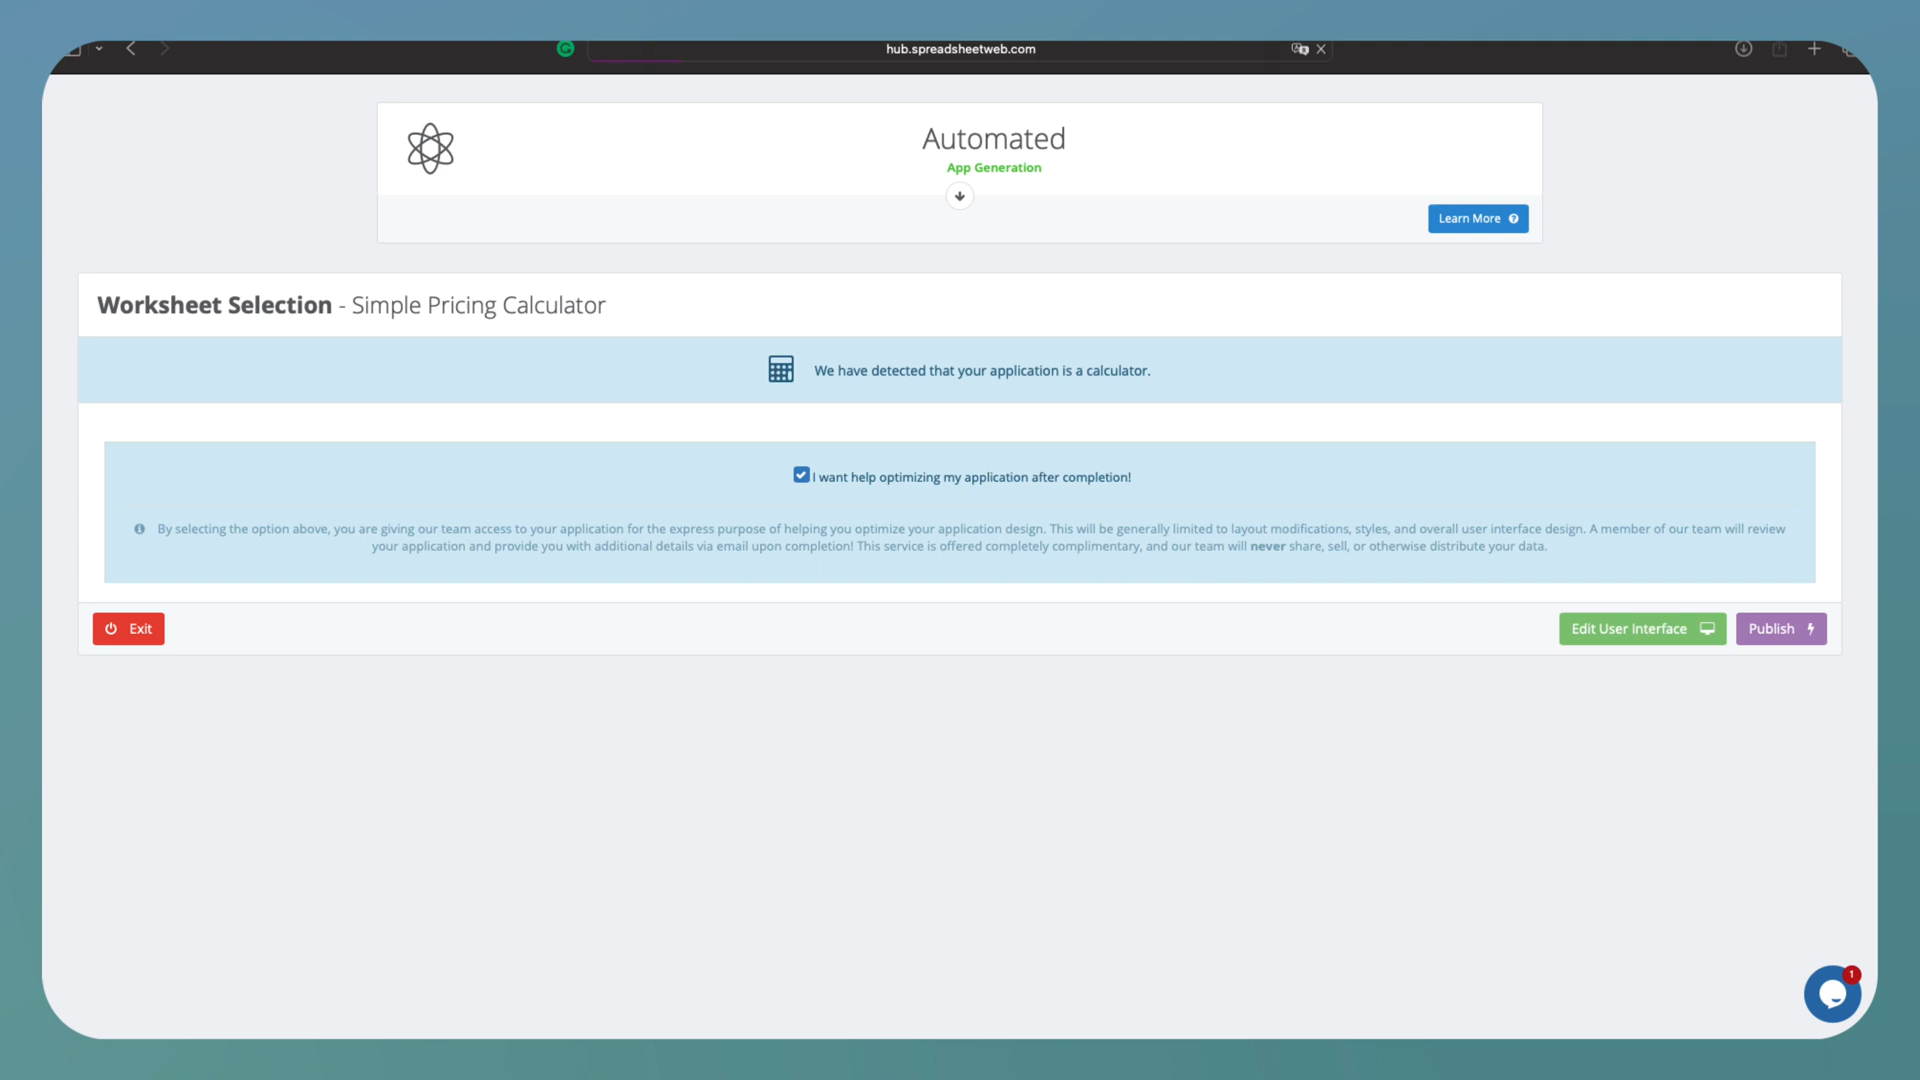 hub.spreadsheetweb.com
Automated
App Generation
Learn More
Worksheet Selection - Simple Pricing Calculator
We have detected that your application is a calculator.
I want help optimizing my application after completion!
By selecting the option above, you are giving our team access to your application for the express purpose of helping you optimize your application design. This will be generally limited to layout modifications, styles, and overall user interface design. A member of our team will review
your application and provide you with additional details via email upon completion! This service is offered completely complimentary, and our team will never share, sell, or otherwise distribute your data.
Exit
Edit User Interface
Publish
1